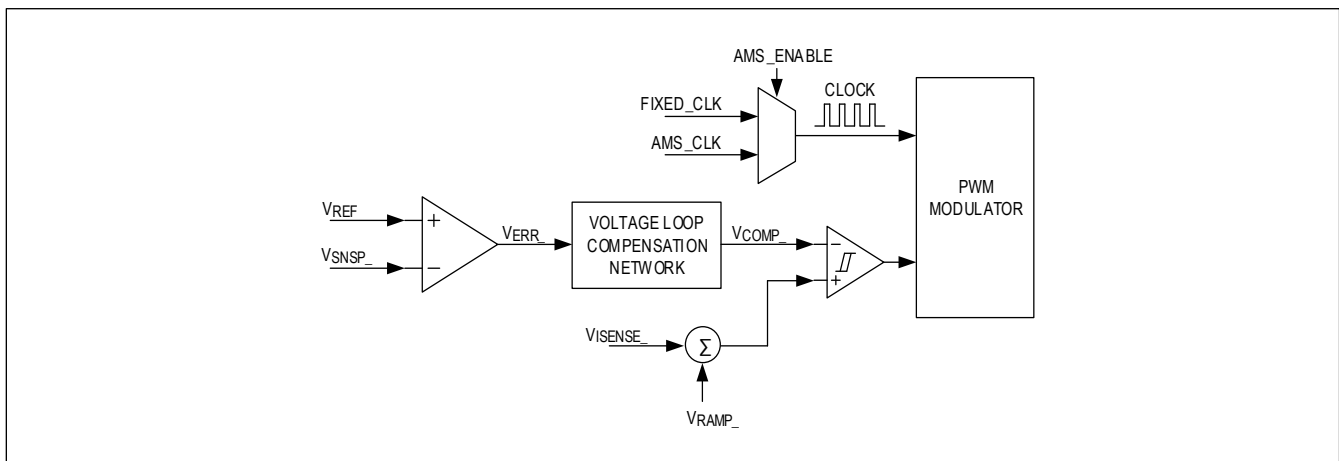 AMS_ENABLE
FIXED_CLK
CLOCK
AMS_CLK
PWM
MODULATOR
VREF
+
VSNSP_
−
VERR_
VOLTAGE LOOP
COMPENSATION
NETWORK
VCOMP_
−
+
VISENSE_
Σ
VRAMP_